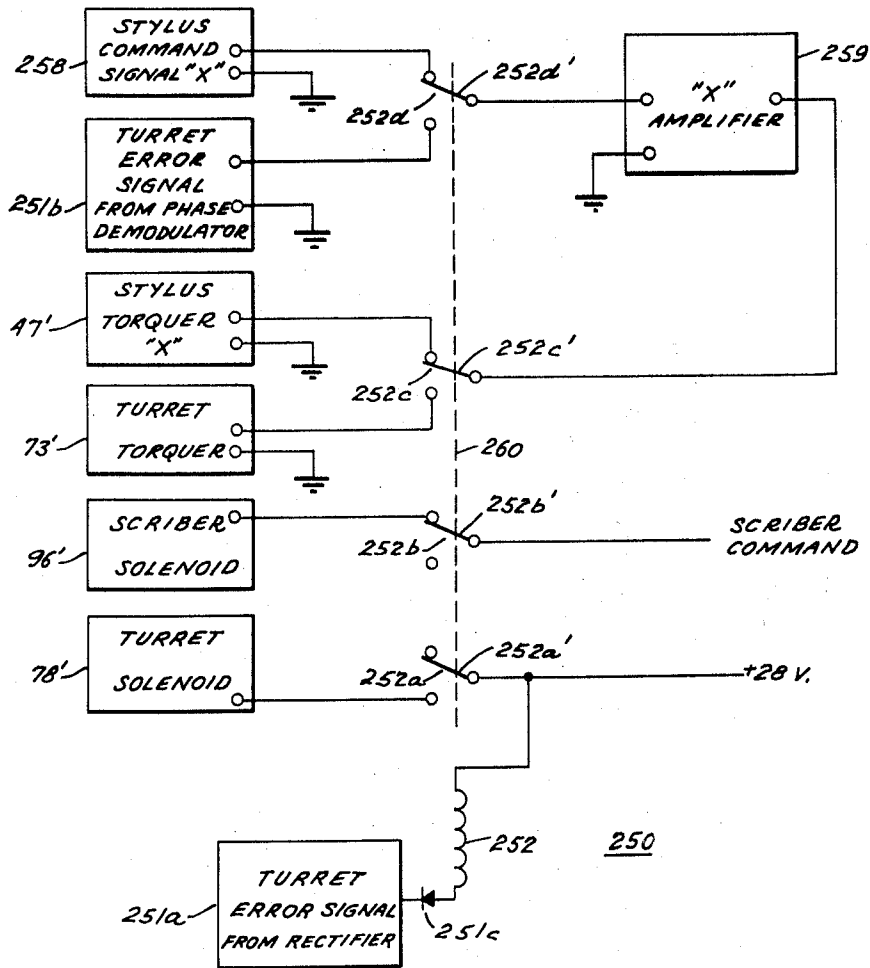 STYLUS
COMMAND
SIGNAL "X"
258
252d'
252d
"X"
AMPLIFIER
259
TURRET
ERROR
SIGNAL
FROM PHASE
DEMODULATOR
251b
STYLUS
TORQUER
"X"
47'
252c'
252c
TURRET
TORQUER
73'
260
SCRIBER
SOLENOID
96'
252b'
252b
SCRIBER
COMMAND
TURRET
SOLENOID
78'
252a'
252a
+28 V.
252
250
TURRET
ERROR SIGNAL
FROM RECTIFIER
251a
251c